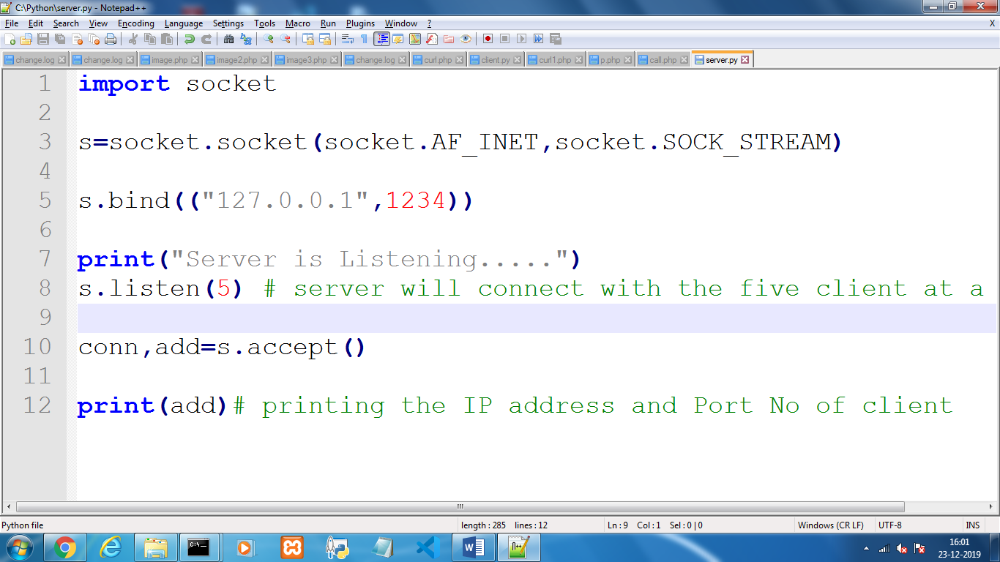 C:\Python\server.py - Notepad++
File Edit Search View Encoding Language Settings Tools Macro Run Plugins Window ? X
change.log change.log image.php image2.php image3.php change.log curl.php client.py curl1.php p.php call.php server.py
1 import socket
2
3 s=socket.socket(socket.AF_INET,socket.SOCK_STREAM)
4
5 s.bind(("127.0.0.1",1234))
6
7 print("Server is Listening.....")
8 s.listen(5) # server will connect with the five client at a
9
10 conn,add=s.accept()
11
12 print(add)# printing the IP address and Port No of client
Python file length : 285 lines : 12 Ln : 9 Col : 1 Sel : 0 | 0 Windows (CR LF) UTF-8 INS
16:01
23-12-2019